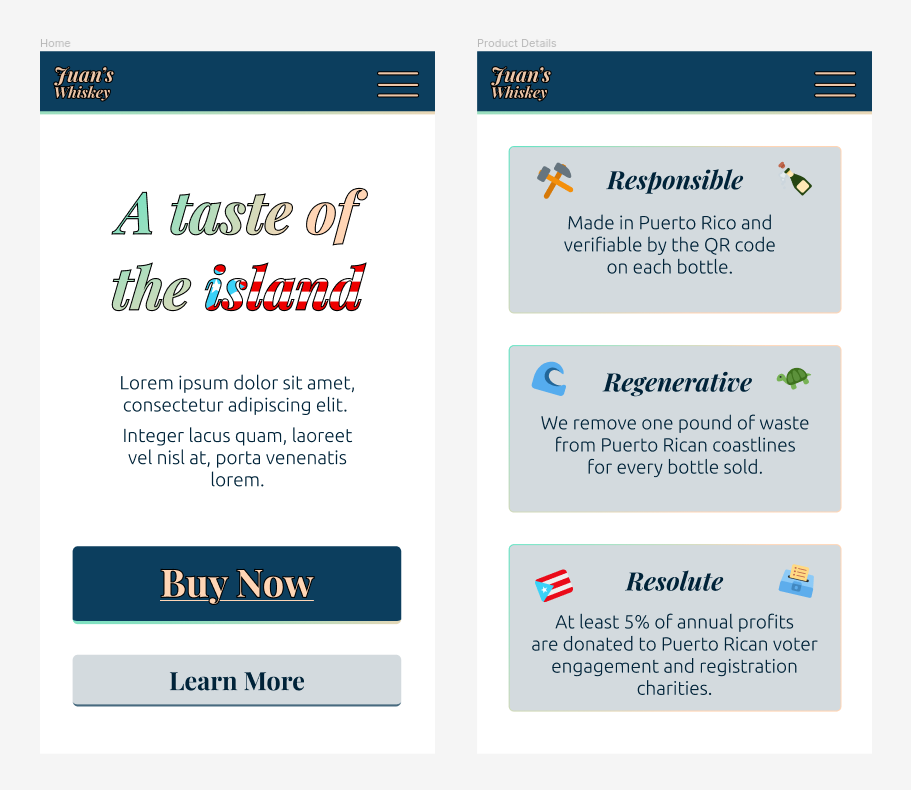 Home
Juan's
Whiskey
A taste of
the island
Lorem ipsum dolor sit amet,
consectetur adipiscing elit.
Integer lacus quam, laoreet
vel nisl at, porta venenatis
lorem.
Buy Now
Learn More
Product Details
Juan's
Whiskey
Responsible
Made in Puerto Rico and
verifiable by the QR code
on each bottle.
Regenerative
We remove one pound of waste
from Puerto Rican coastlines
for every bottle sold.
Resolute
At least 5% of annual profits
are donated to Puerto Rican voter
engagement and registration
charities.